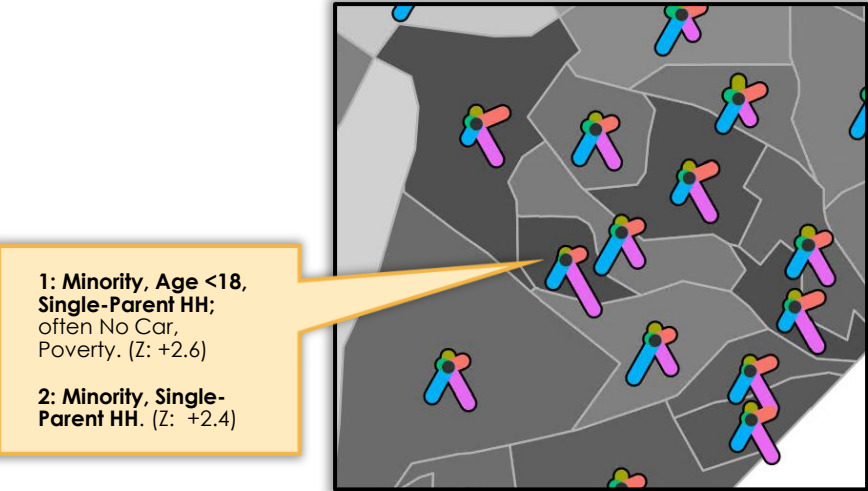 1: Minority, Age <18,
Single-Parent HH;
often No Car,
Poverty. (Z: +2.6)
2: Minority, Single-
Parent HH. (Z:  +2.4)